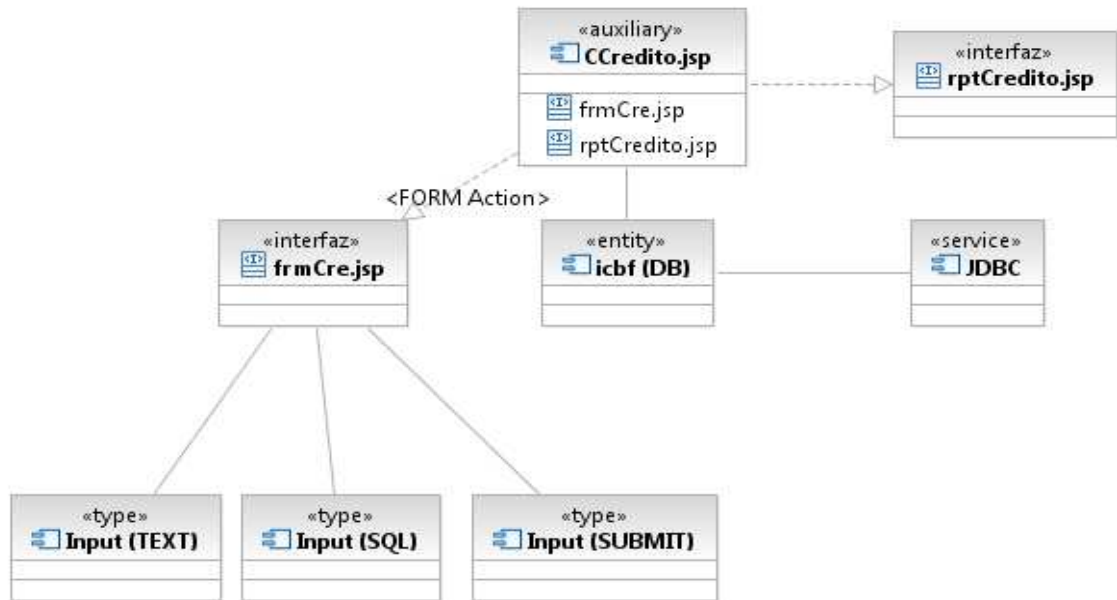 «auxiliary»
CCredito.jsp
frmCre.jsp
rptCredito.jsp
«interfaz»
rptCredito.jsp
<FORM Action>
«interfaz»
frmCre.jsp
«entity»
icbf (DB)
«service»
JDBC
«type»
Input (TEXT)
«type»
Input (SQL)
«type»
Input (SUBMIT)